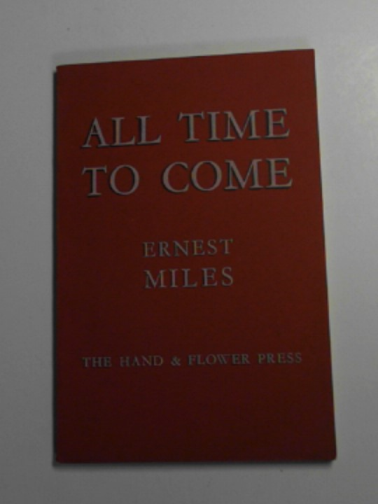 ALL TIME
TO COME
ERNEST
MILES
THE HAND & FLOWER PRESS